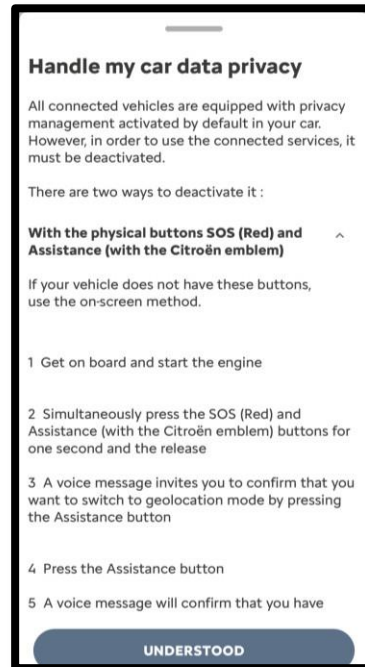 Handle my car data privacy
All connected vehicles are equipped with privacy
management activated by default in your car.
However, in order to use the connected services, it
must be deactivated.
There are two ways to deactivate it :
With the physical buttons SOS (Red) and
Assistance (with the Citroën emblem)
If your vehicle does not have these buttons,
use the on-screen method.
1 Get on board and start the engine
2 Simultaneously press the SOS (Red) and
Assistance (with the Citroën emblem) buttons for
one second and the release
3 A voice message invites you to confirm that you
want to switch to geolocation mode by pressing
the Assistance button
4 Press the Assistance button
5 A voice message will confirm that you have
UNDERSTOOD